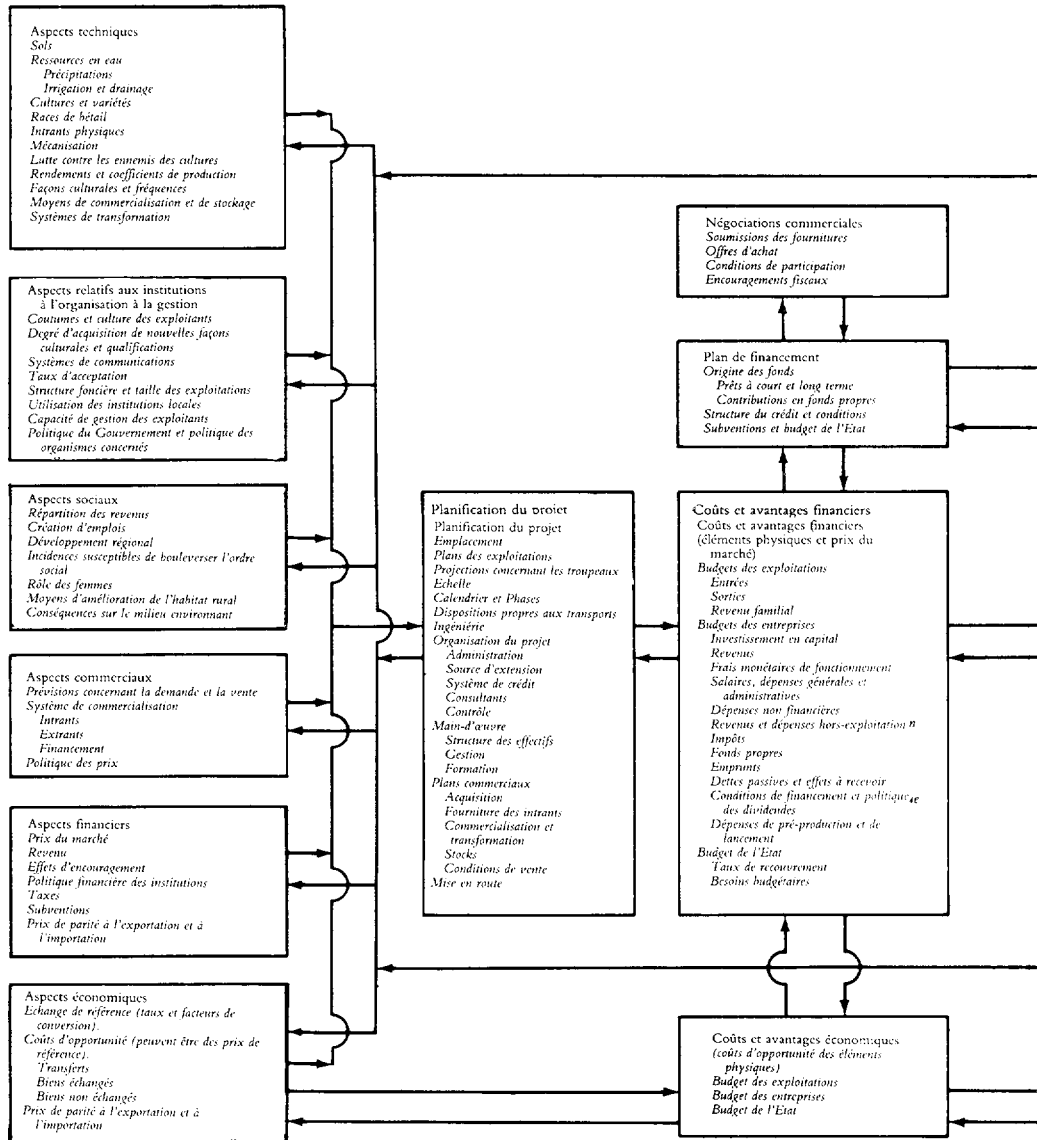 Aspects techniques
Sols
Ressources en eau
Précipitations
Irrigation et drainage
Cultures et variétés
Races de bétail
Intrants physiques
Mécanisation
Lutte contre les ennemis des cultures
Rendements et coefficients de production
Façons culturales et fréquences
Moyens de commercialisation et de stockage
Systèmes de transformation
Aspects relatifs aux institutions
à l'organisation à la gestion
Coutumes et culture des exploitants
Degré d'acquisition de nouvelles façons
culturales et qualifications
Systèmes de communications
Taux d'acceptation
Structure foncière et taille des exploitations
Utilisation des institutions locales
Capacité de gestion des exploitants
Politique du Gouvernement et politique des
organismes concernés
Aspects sociaux
Répartition des revenus
Création d'emplois
Développement régional
Incidences susceptibles de bouleverser l'ordre
social
Rôle des femmes
Moyens d'amélioration de l'habitat rural
Conséquences sur le milieu environnant
Aspects commerciaux
Prévisions concernant la demande et la vente
Système de commercialisation
Intrants
Extrants
Financement
Politique des prix
Aspects financiers
Prix du marché
Revenu
Effets d'encouragement
Politique financière des institutions
Taxes
Subventions
Prix de parité à l'exportation et à
l'importation
Aspects économiques
Echange de référence (taux et facteurs de
conversion).
Coûts d'opportunité (peuvent être des prix de
référence).
Transferts
Biens échangés
Biens non échangés
Prix de parité à l'exportation et à
l'importation
Planification du projet
Planification du projet
Emplacement
Plans des exploitations
Projections concernant les troupeaux
Echelle
Calendrier et Phases
Dispositions propres aux transports
Ingéniérie
Organisation du projet
Administration
Source d'extension
Système de crédit
Consultants
Contrôle
Main-d'œuvre
Structure des effectifs
Gestion
Formation
Plans commerciaux
Acquisition
Fourniture des intrants
Commercialisation et
transformation
Stocks
Conditions de vente
Mise en route
Négociations commerciales
Soumissions des fournitures
Offres d'achat
Conditions de participation
Encouragements fiscaux
Plan de financement
Origine des fonds
Prêts à court et long terme
Contributions en fonds propres
Structure du crédit et conditions
Subventions et budget de l'Etat
Coûts et avantages financiers
Coûts et avantages financiers
(éléments physiques et prix du
marché)
Budgets des exploitations
Entrées
Sorties
Revenu familial
Budgets des entreprises
Investissement en capital
Revenus
Frais monétaires de fonctionnement
Salaires, dépenses générales et
administratives
Dépenses non financières
Revenus et dépenses hors-exploitation n
Impôts
Fonds propres
Emprunts
Dettes passives et effets à recevoir
Conditions de financement et politique
des dividendes
Dépenses de pré-production et de
lancement
Budget de l'Etat
Taux de recouvrement
Besoins budgétaires
Coûts et avantages économiques
(coûts d'opportunité des éléments
physiques)
Budget des exploitations
Budget des entreprises
Budget de l'Etat